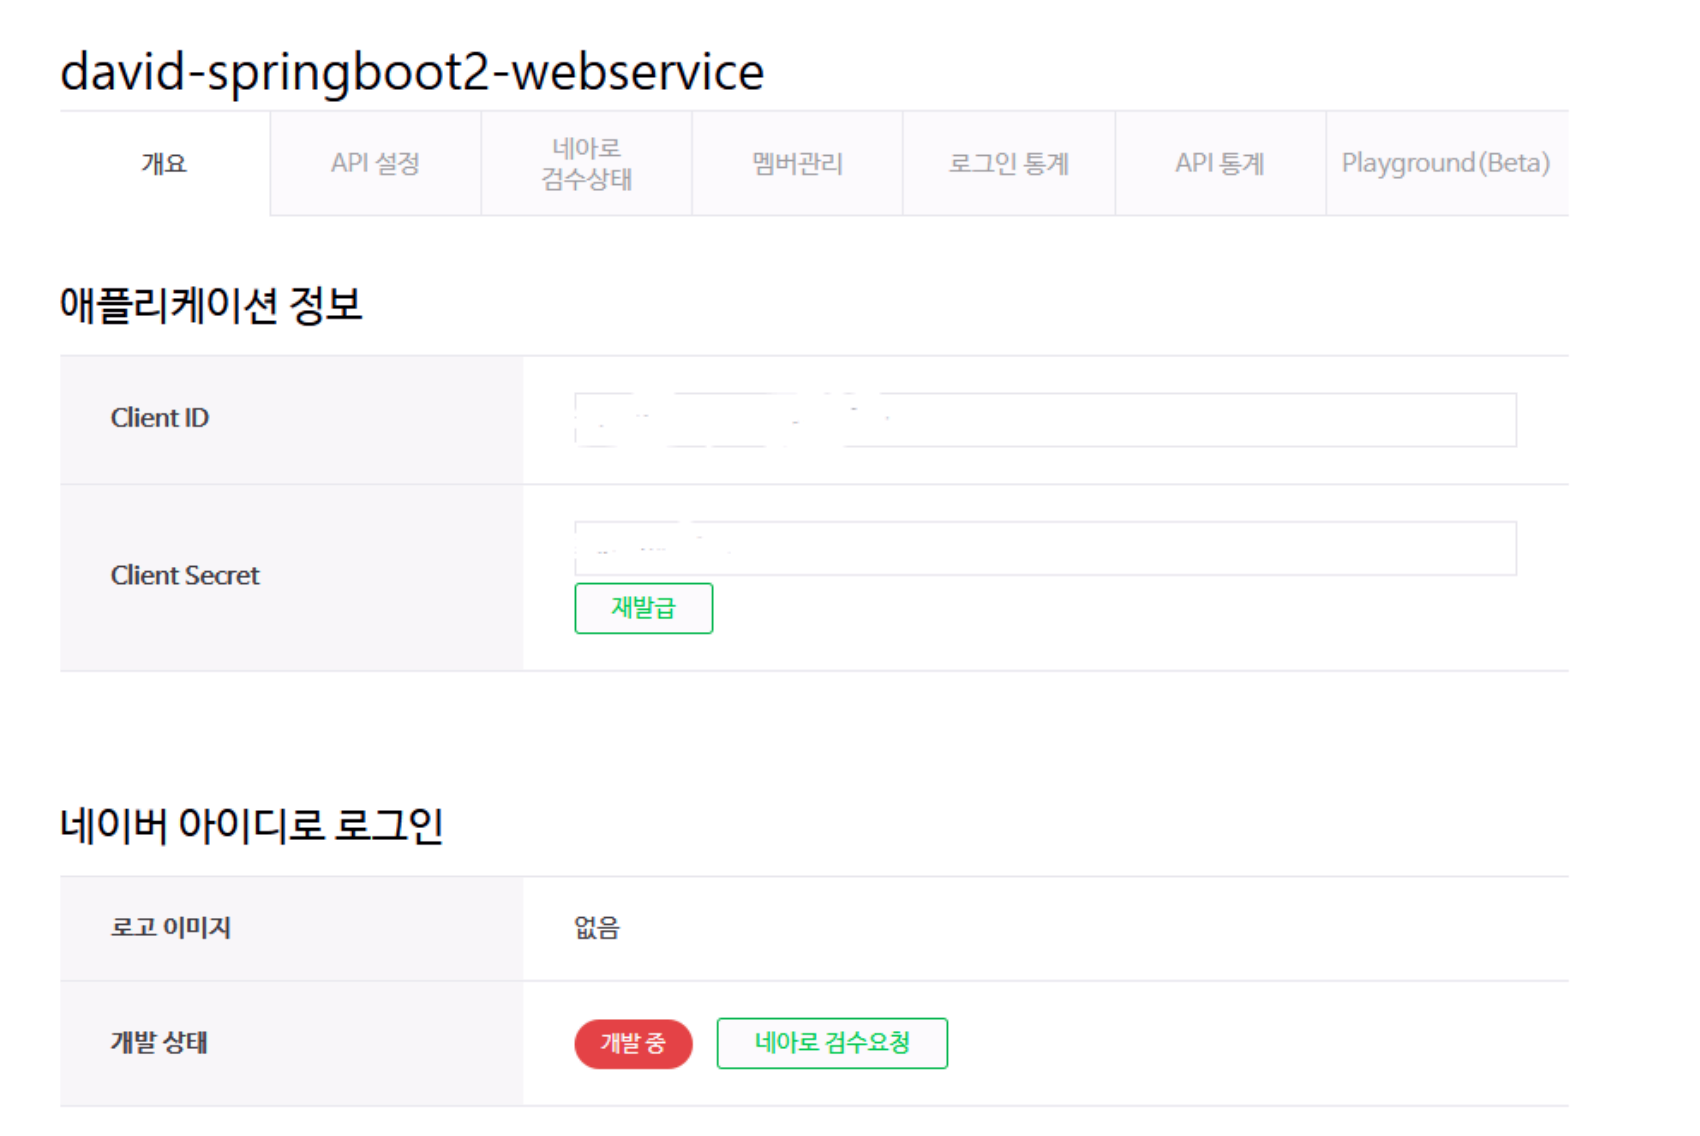 david-springboot2-webservice
개요
API 설정
네아로
검수상태
멤버관리
로그인 통계
API 통계
Playground(Beta)
애플리케이션 정보
Client ID
Client Secret
재발급
네이버 아이디로 로그인
로고 이미지
없음
개발 상태
개발 중
네아로 검수요청